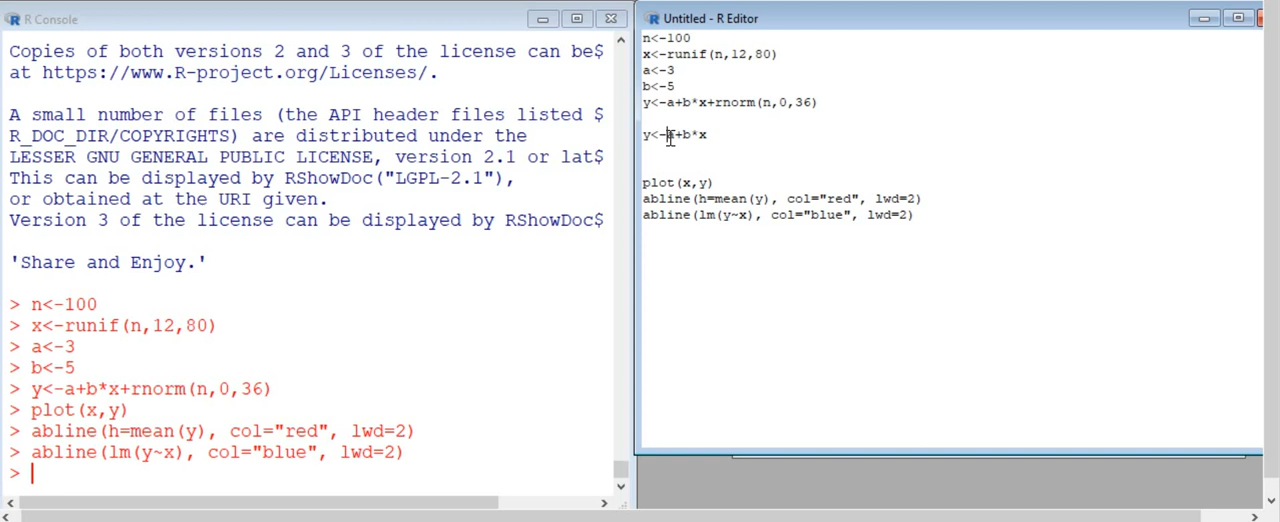 R Console
Copies of both versions 2 and 3 of the license can be$
at https://www.R-project.org/Licenses/.
A small number of files (the API header files listed $
R_DOC_DIR/COPYRIGHTS) are distributed under the
LESSER GNU GENERAL PUBLIC LICENSE, version 2.1 or lat$
This can be displayed by RShowDoc("LGPL-2.1"),
or obtained at the URI given.
Version 3 of the license can be displayed by RShowDoc$
'Share and Enjoy.'
> n<-100
> x<-runif(n,12,80)
> a<-3
> b<-5
> y<-a+b*x+rnorm(n,0,36)
> plot(x,y)
> abline(h=mean(y), col="red", lwd=2)
> abline(lm(y~x), col="blue", lwd=2)
>
Untitled - R Editor
n<-100
x<-runif(n,12,80)
a<-3
b<-5
y<-a+b*x+rnorm(n,0,36)
y<-a+b*x
plot(x,y)
abline(h=mean(y), col="red", lwd=2)
abline(lm(y~x), col="blue", lwd=2)